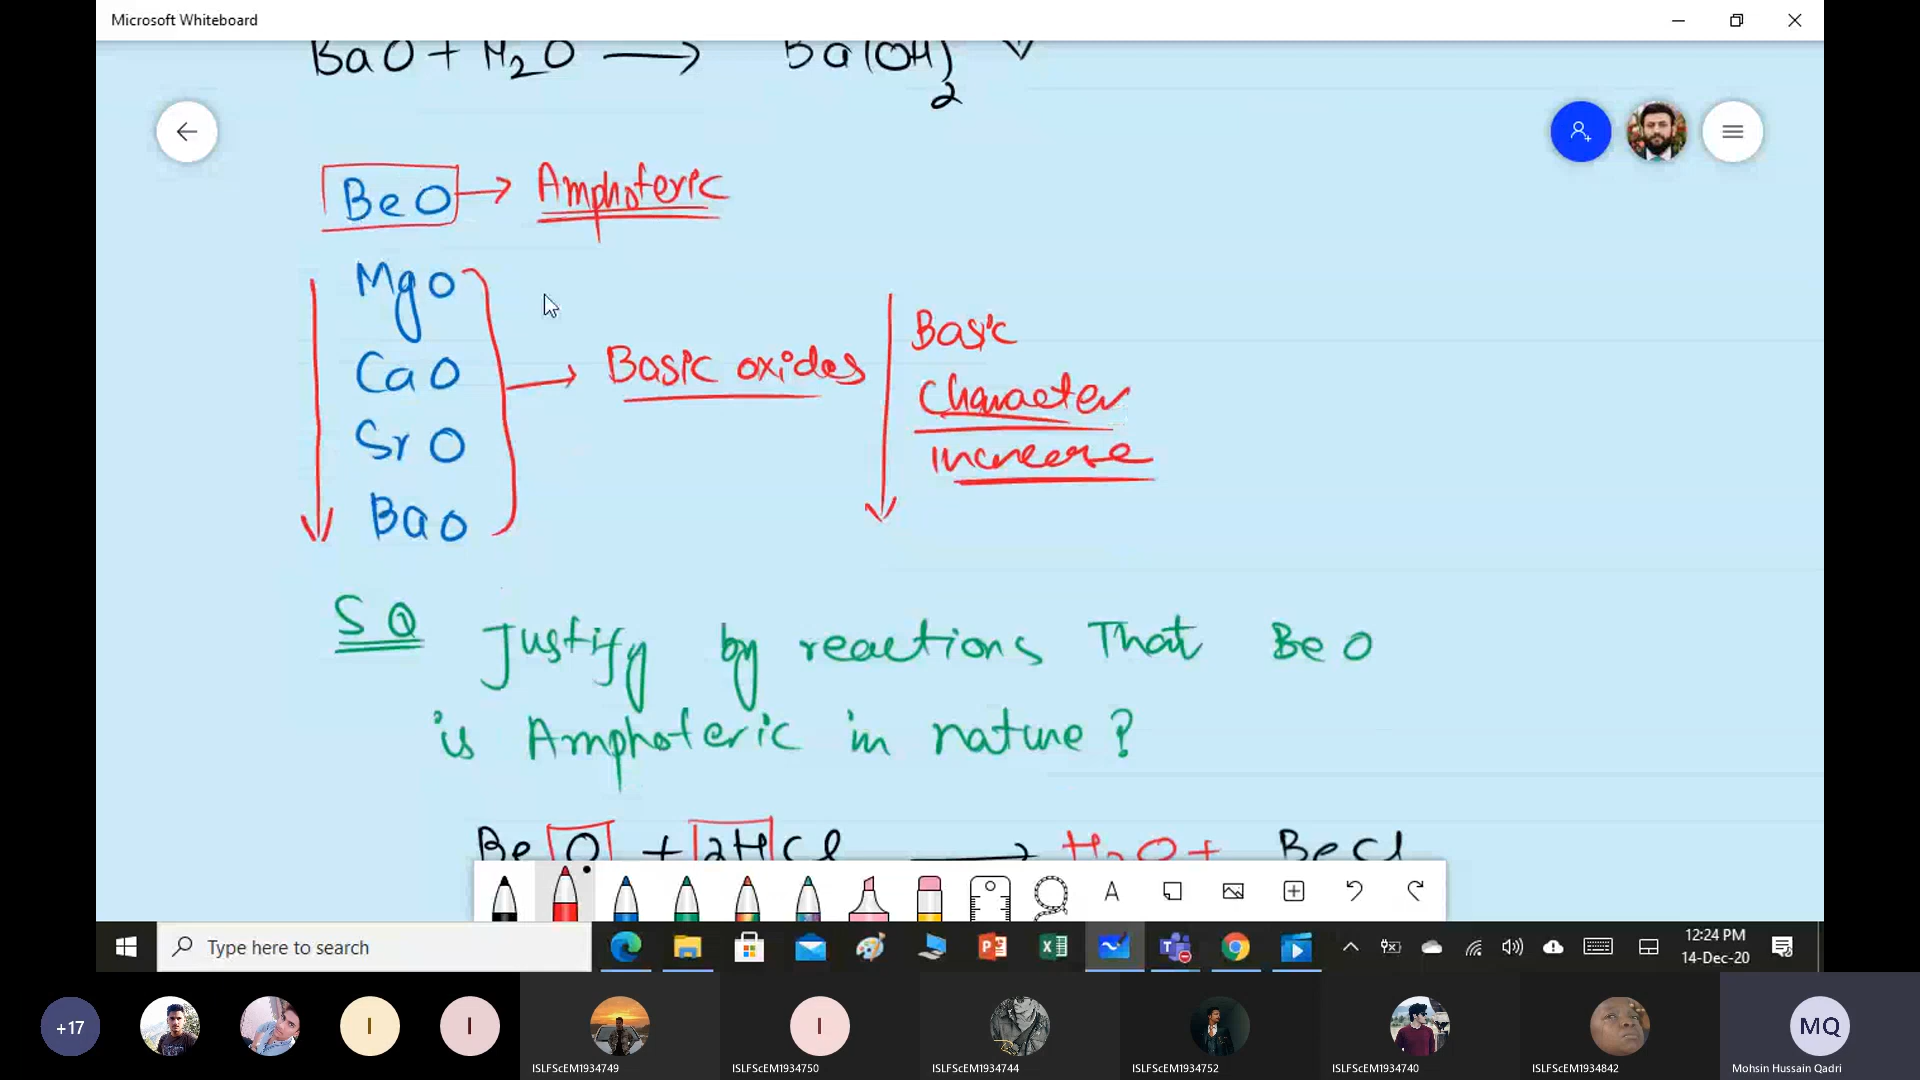 Microsoft Whiteboard
BaO + H2O → Ba(OH)2
BeO → Amphoteric
MgO
CaO
SrO
BaO
→ Basic oxides
Basic
Character
increase
SQ Justify by reactions That BeO
is Amphoteric in nature?
BeO + 2HCl → H2O + BeCl
A
Type here to search
12:24 PM
14-Dec-20
+17
I
I
I
MQ
ISLFScEM1934749
ISLFScEM1934750
ISLFScEM1934744
ISLFScEM1934752
ISLFScEM1934740
ISLFScEM1934842
Mohsin Hussain Qadri